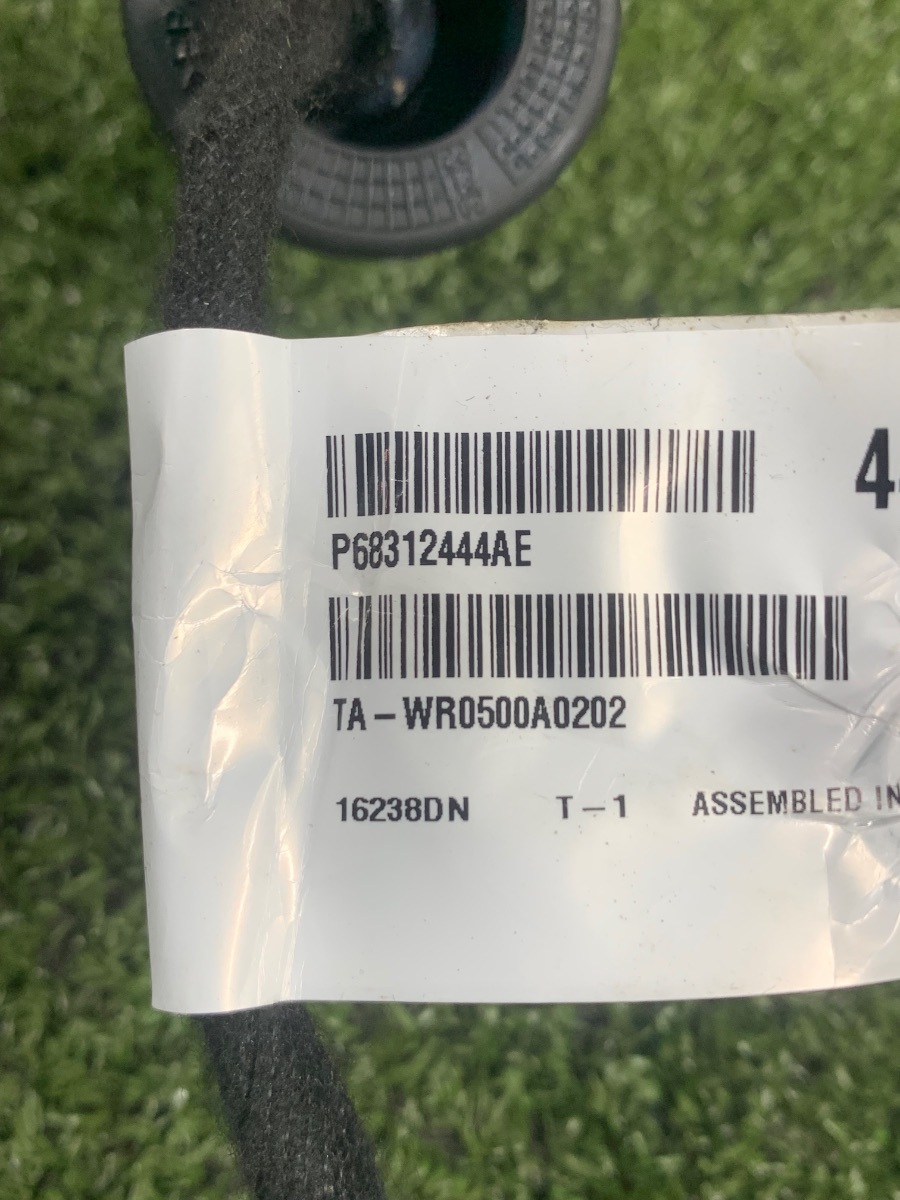 P68312444AE
TA-WR0500A0202
16238DN T-1 ASSEMBLED IN